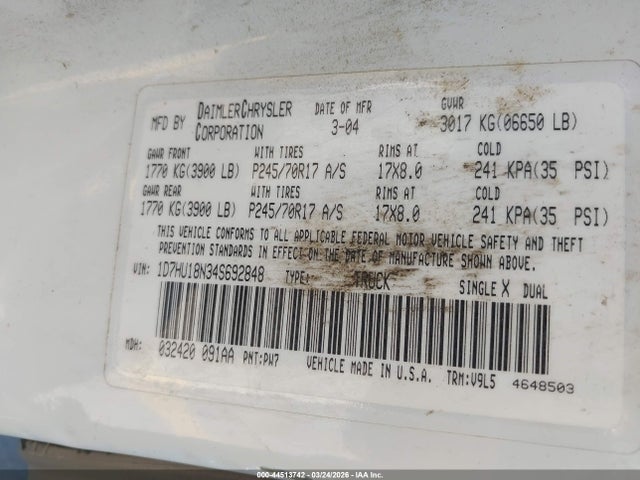 MFD BY DAIMLERCHRYSLER CORPORATION DATE OF MFR 3-04 GVWR 3017 KG(06650 LB)
GAWR FRONT WITH TIRES RIMS AT COLD
1770 KG(3900 LB) P245/70R17 A/S 17X8.0 241 KPA(35 PSI)
GAWR REAR WITH TIRES RIMS AT COLD
1770 KG(3900 LB) P245/70R17 A/S 17X8.0 241 KPA(35 PSI)
THIS VEHICLE CONFORMS TO ALL APPLICABLE FEDERAL MOTOR VEHICLE SAFETY AND THEFT
PREVENTION STANDARDS IN EFFECT ON THE DATE OF MANUFACTURE SHOWN ABOVE.
VIN: 1D7HU18N34S692848 TYPE: TRUCK SINGLE X DUAL
MDH: 032420 091AA PNT:PW7 VEHICLE MADE IN U.S.A. TRM:V9L5 4648503
000-44513742 - 03/24/2026 - IAA Inc.